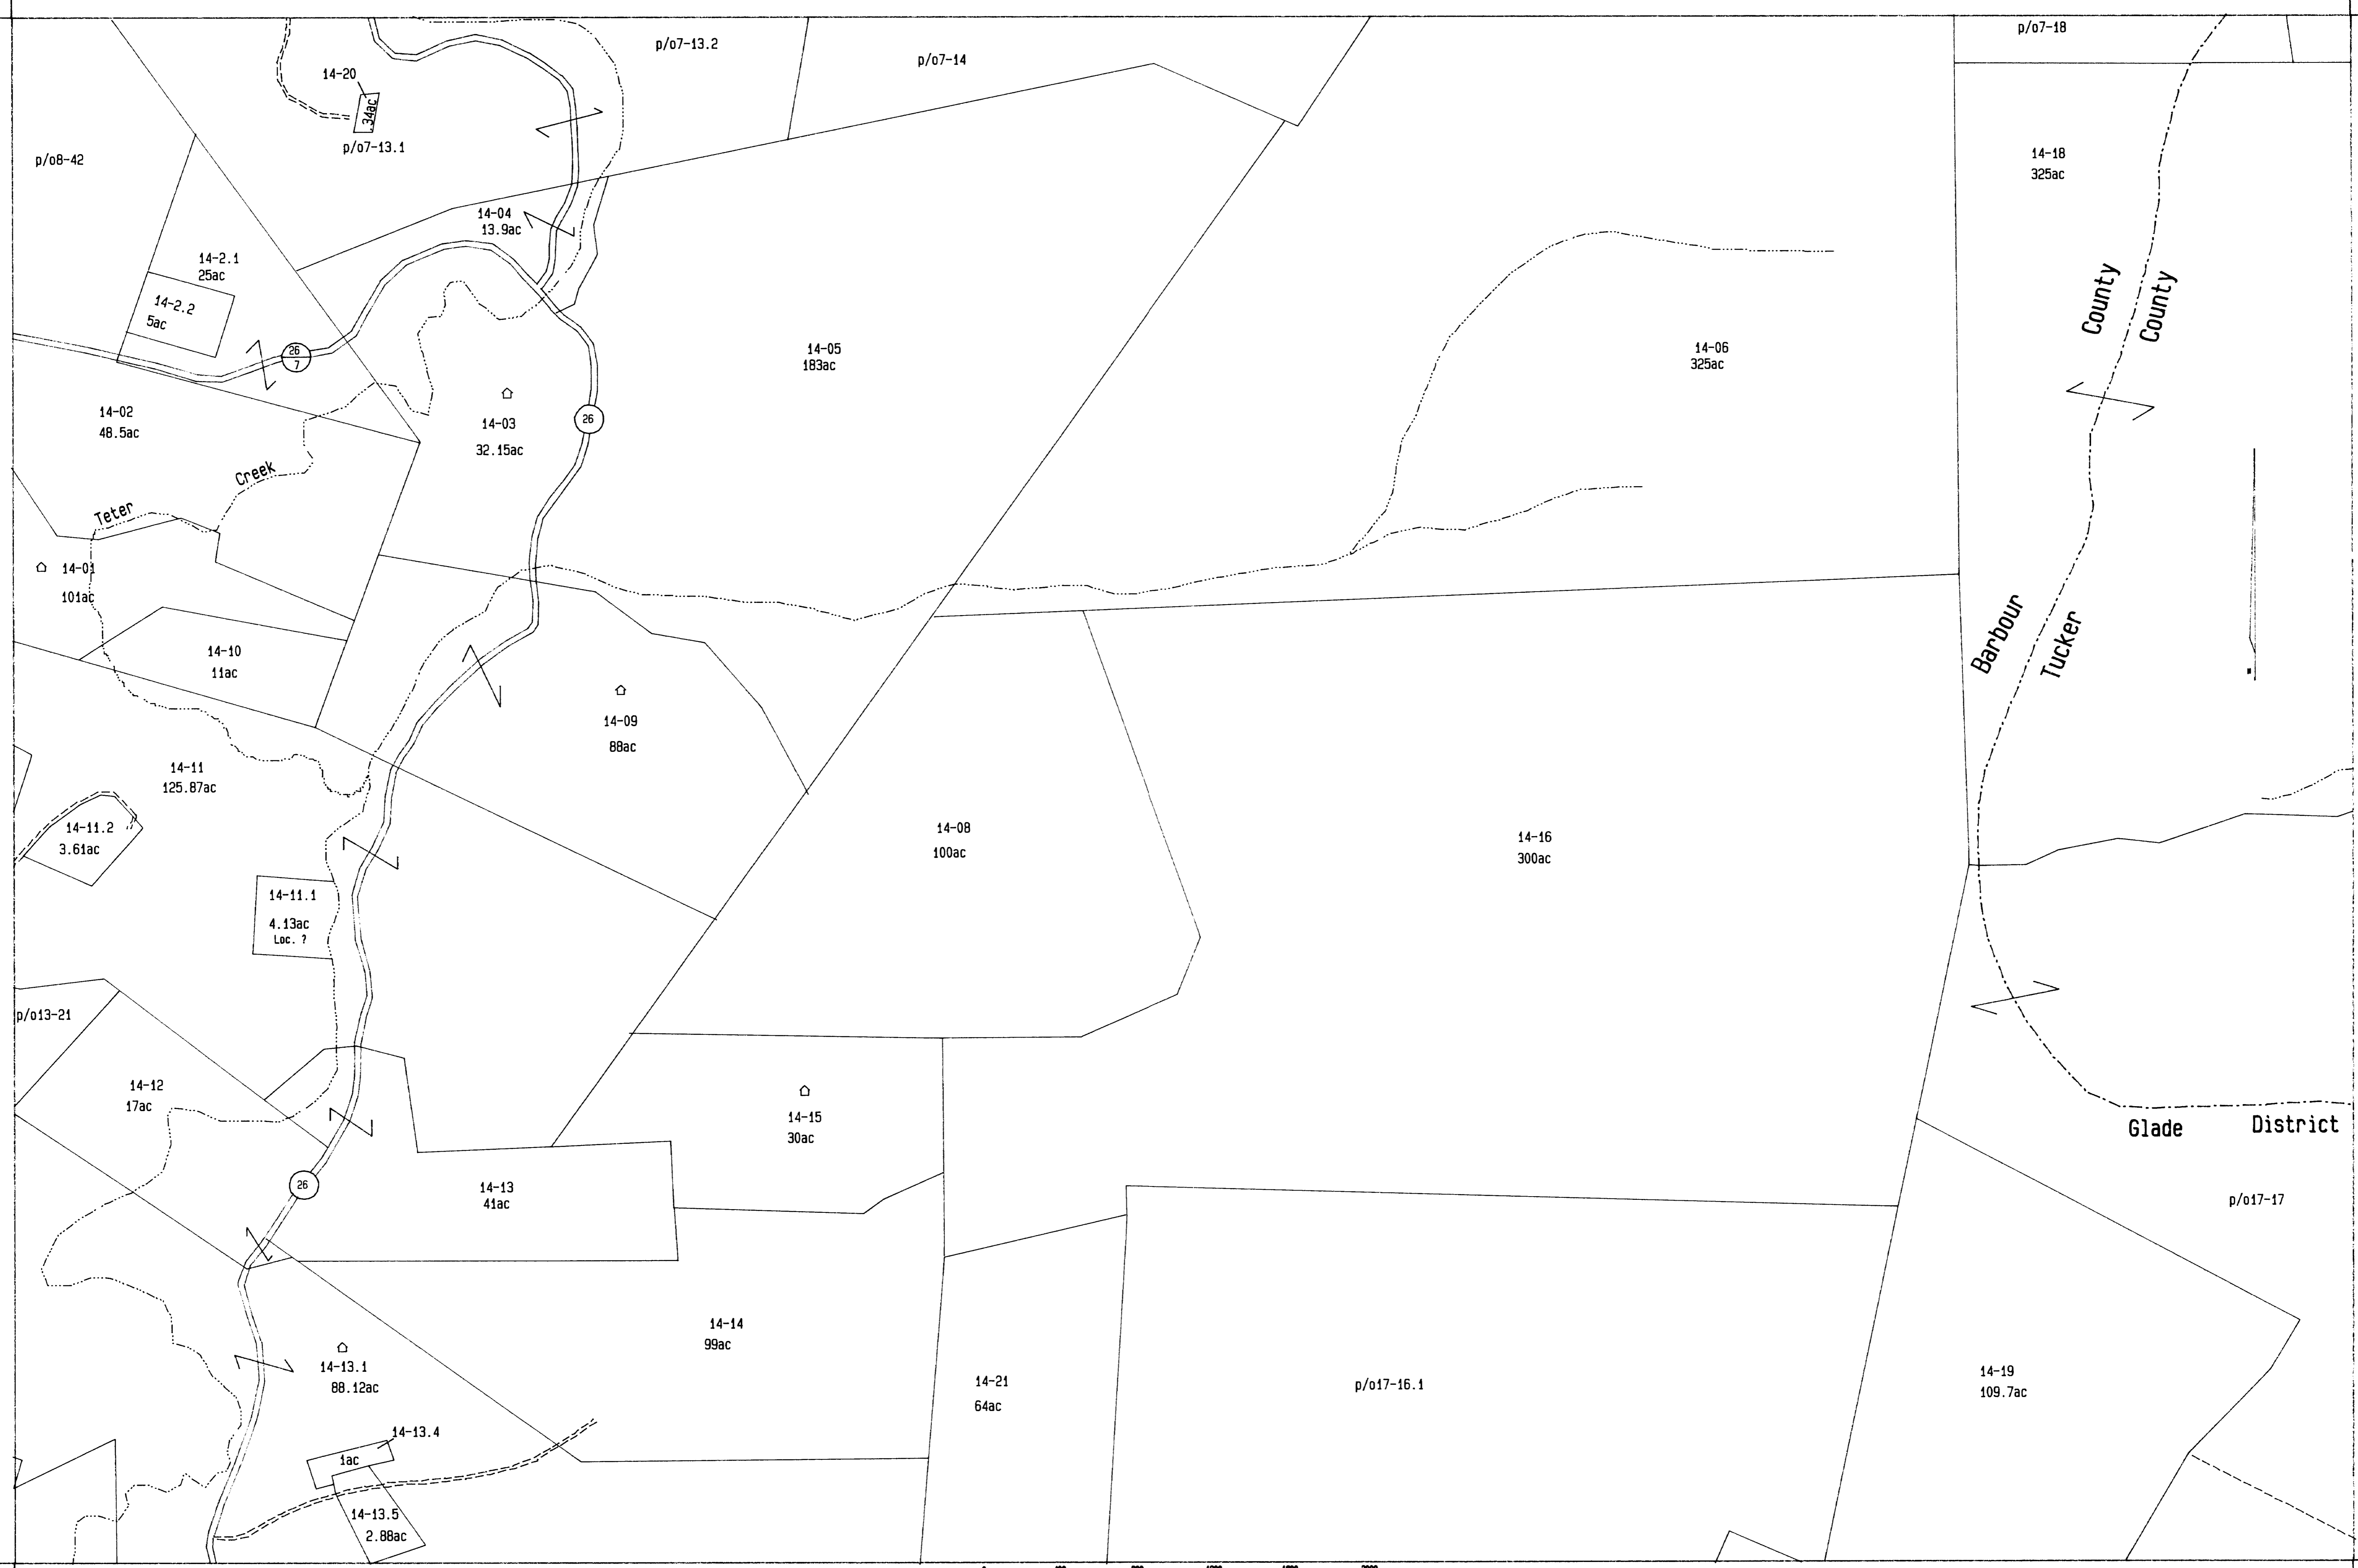 p/o7-13.2
p/o7-14
p/o7-18
14-20
.34ac
p/o7-13.1
p/o8-42
14-18
325ac
14-04
13.9ac
14-2.1
25ac
14-2.2
5ac
26
7
County
County
14-05
183ac
14-06
325ac
14-02
48.5ac
14-03
32.15ac
26
Teter Creek
14-01
101ac
14-10
11ac
Barbour
Tucker
14-09
88ac
14-11
125.87ac
14-11.2
3.61ac
14-08
100ac
14-16
300ac
14-11.1
4.13ac
Loc. ?
p/o13-21
14-12
17ac
14-15
30ac
Glade District
26
14-13
41ac
p/o17-17
14-14
99ac
14-13.1
88.12ac
14-21
64ac
p/o17-16.1
14-19
109.7ac
14-13.4
1ac
14-13.5
2.88ac